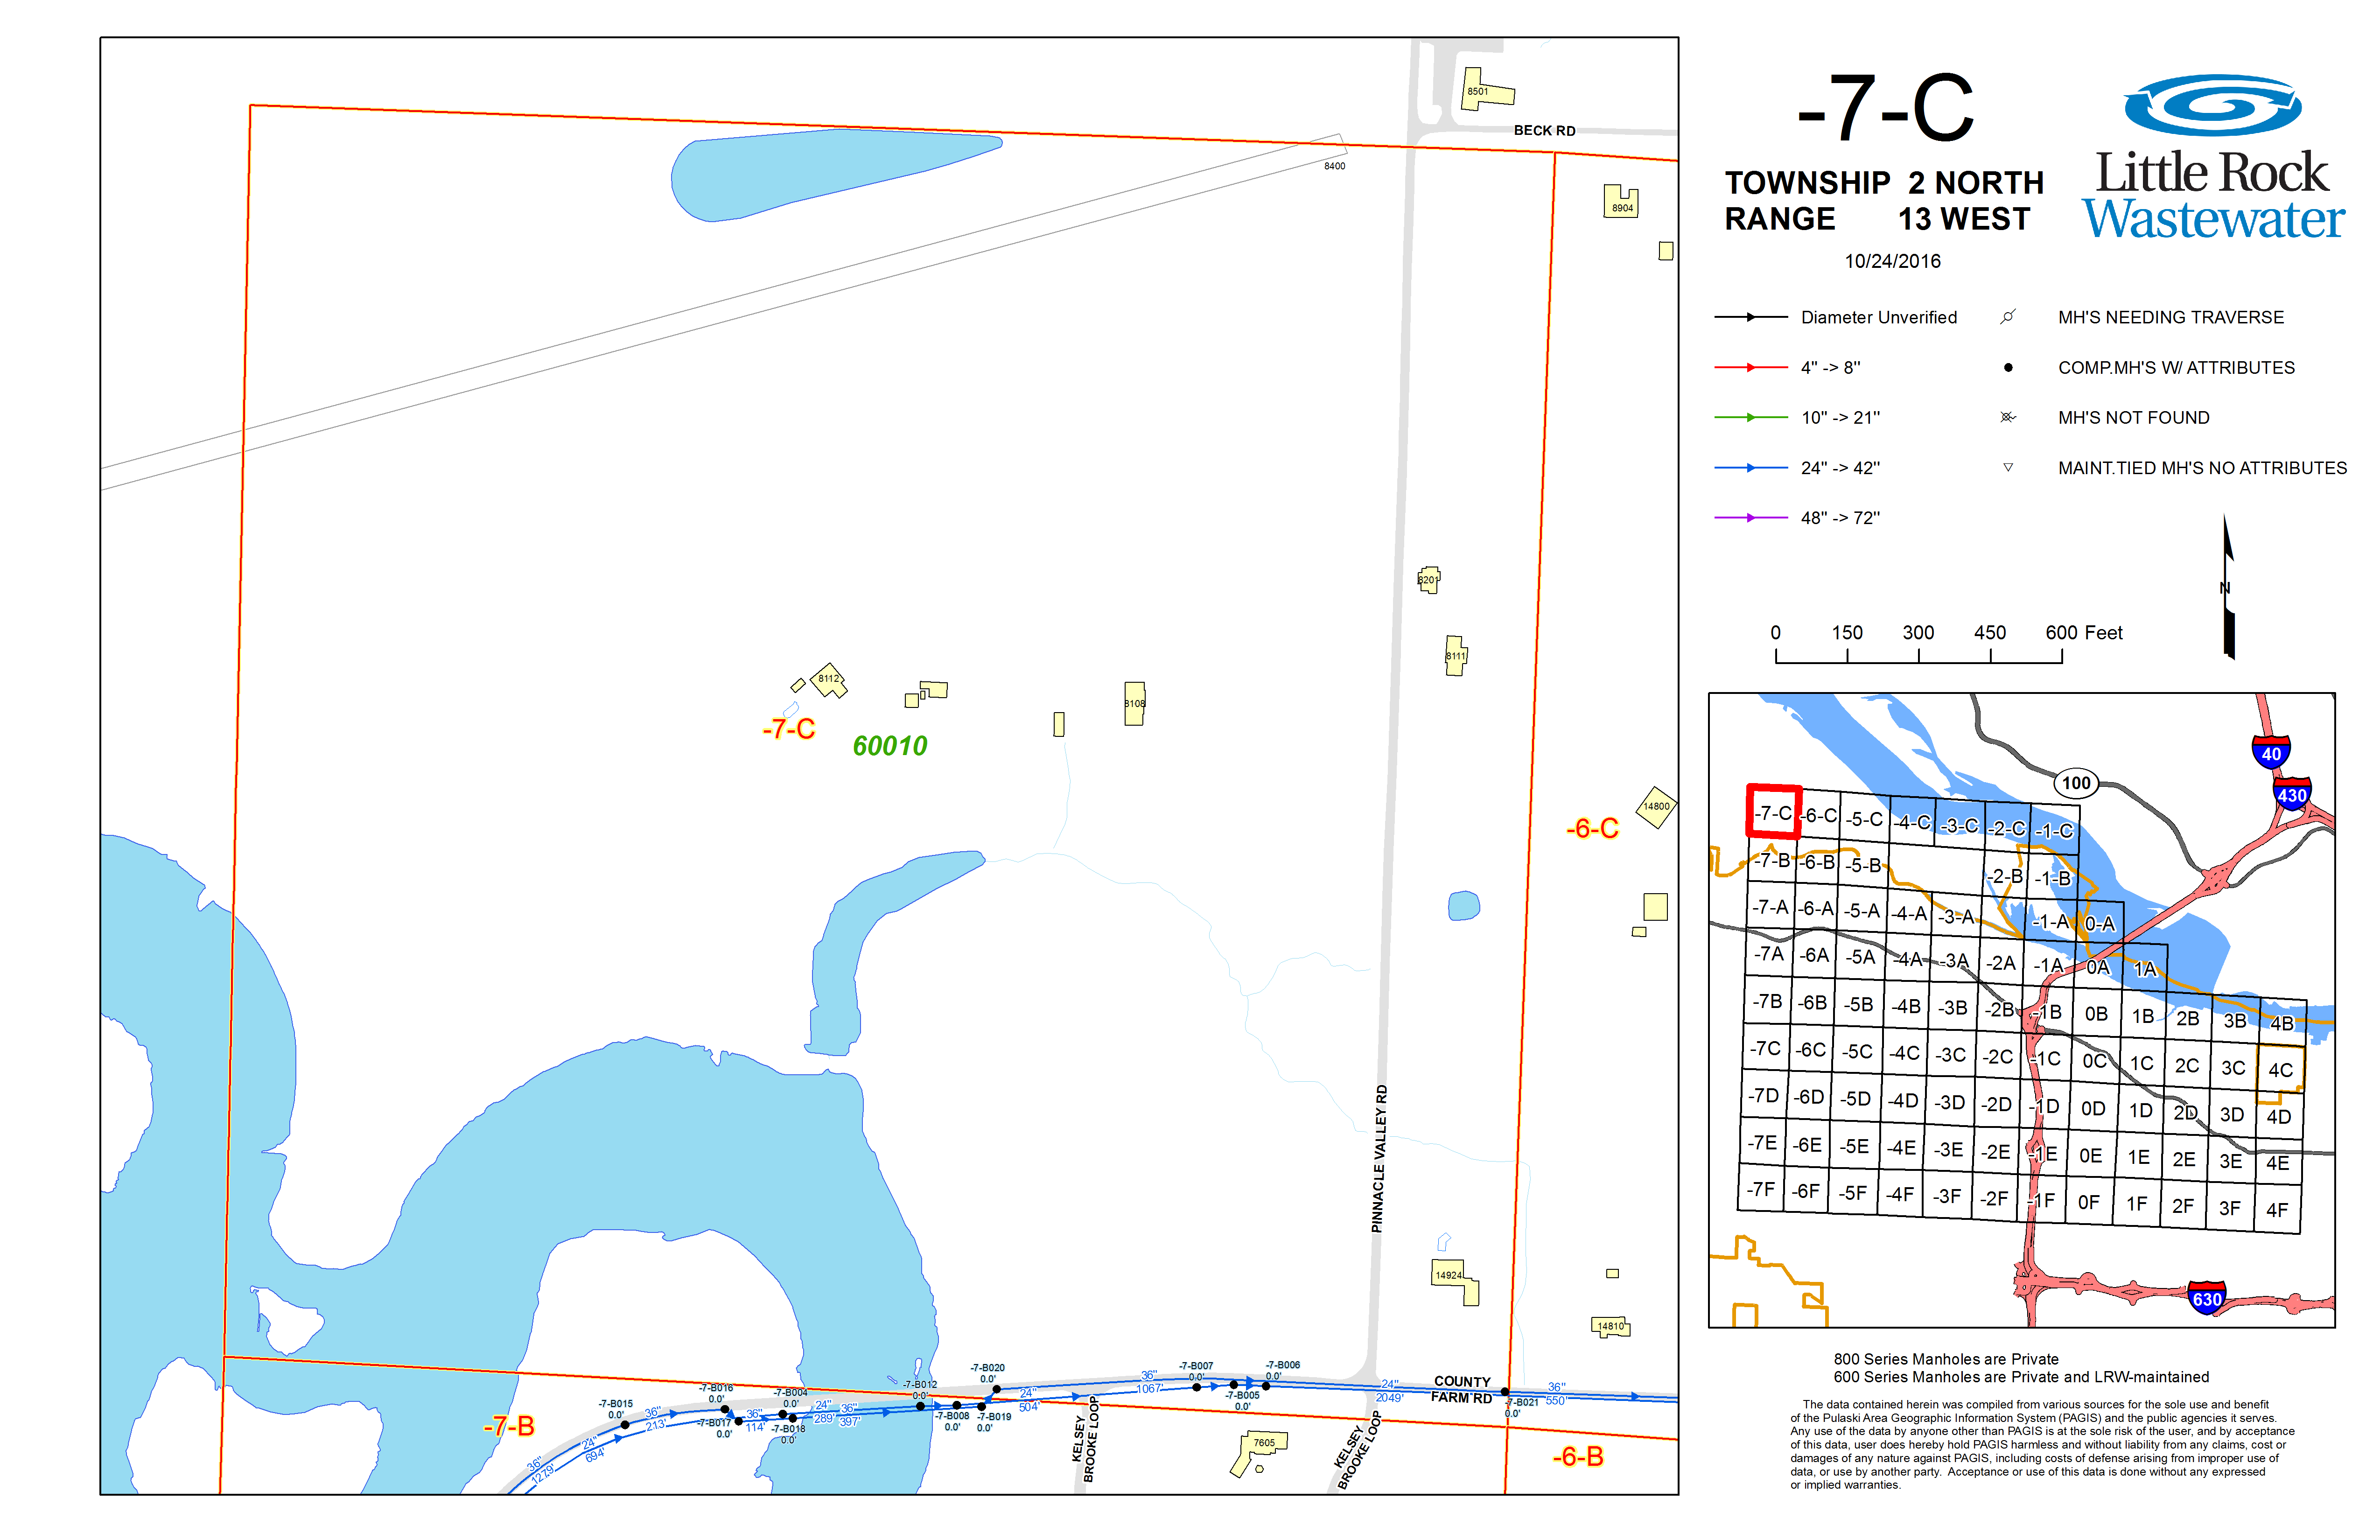 -7-C
TOWNSHIP 2 NORTH
RANGE 13 WEST
10/24/2016
Little Rock
Wastewater
Diameter Unverified
4" -> 8"
10" -> 21"
24" -> 42"
48" -> 72"
MH'S NEEDING TRAVERSE
COMP.MH'S W/ ATTRIBUTES
MH'S NOT FOUND
MAINT.TIED MH'S NO ATTRIBUTES
N
0 150 300 450 600 Feet
8501
BECK RD
8400
8904
8201
8111
8112
8108
-7-C
60010
14800
-6-C
PINNACLE VALLEY RD
14924
14810
-7-B020
0.0'
-7-B007
0.0'
-7-B006
0.0'
-7-B012
0.0'
-7-B016
0.0'
-7-B004
0.0'
-7-B015
0.0'
-7-B017
0.0'
-7-B018
0.0'
-7-B008
0.0'
-7-B019
0.0'
-7-B005
0.0'
-7-B021
0.0'
36"
1279'
24"
694'
36"
213'
36"
114'
24"
289'
36"
397'
24"
504'
36"
1067'
24"
2049'
36"
550'
COUNTY
FARM RD
KELSEY
BROOKE LOOP
KELSEY
BROOKE LOOP
7605
-7-B
-6-B
40
430
100
630
-7-C -6-C -5-C -4-C -3-C -2-C -1-C
-7-B -6-B -5-B -2-B -1-B
-7-A -6-A -5-A -4-A -3-A -1-A 0-A
-7A -6A -5A -4A -3A -2A -1A 0A 1A
-7B -6B -5B -4B -3B -2B -1B 0B 1B 2B 3B 4B
-7C -6C -5C -4C -3C -2C -1C 0C 1C 2C 3C 4C
-7D -6D -5D -4D -3D -2D -1D 0D 1D 2D 3D 4D
-7E -6E -5E -4E -3E -2E -1E 0E 1E 2E 3E 4E
-7F -6F -5F -4F -3F -2F -1F 0F 1F 2F 3F 4F
800 Series Manholes are Private
600 Series Manholes are Private and LRW-maintained
The data contained herein was compiled from various sources for the sole use and benefit
of the Pulaski Area Geographic Information System (PAGIS) and the public agencies it serves.
Any use of the data by anyone other than PAGIS is at the sole risk of the user, and by acceptance
of this data, user does hereby hold PAGIS harmless and without liability from any claims, cost or
damages of any nature against PAGIS, including costs of defense arising from improper use of
data, or use by another party. Acceptance or use of this data is done without any expressed
or implied warranties.